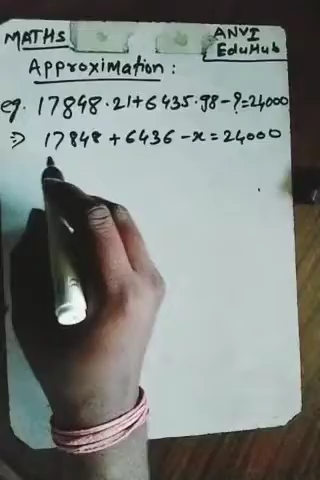 MATHS
ANVI
EduHub
Approximation :
eg. 17848.21+6435.98-?=24000
⇒ 17848+6436-x=24000